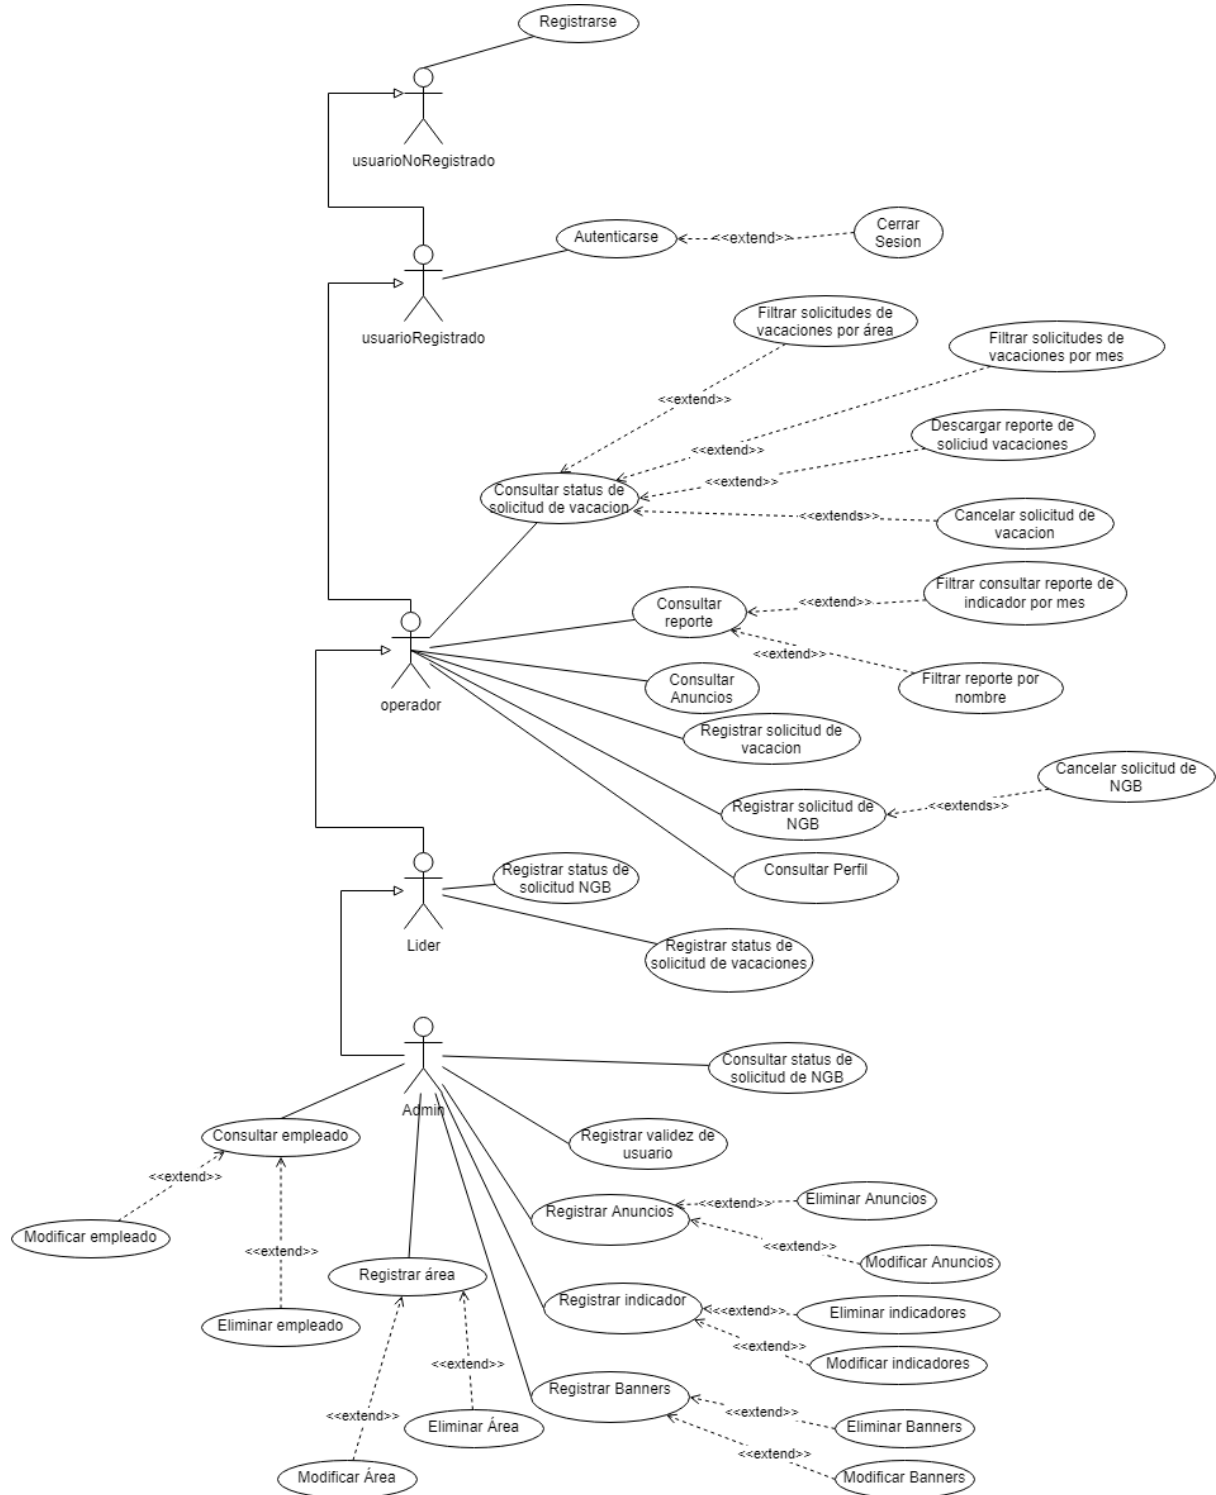 Registrarse
usuarioNoRegistrado
Autenticarse
<<extend>>
Cerrar
Sesion
usuarioRegistrado
Filtrar solicitudes de
vacaciones por área
Filtrar solicitudes de
vacaciones por mes
<<extend>>
Descargar reporte de
soliciud vacaciones
<<extend>>
<<extend>>
Consultar status de
solicitud de vacacion
<<extends>>
Cancelar solicitud de
vacacion
Consultar
reporte
<<extend>>
Filtrar consultar reporte de
indicador por mes
<<extend>>
Filtrar reporte por
nombre
Consultar
Anuncios
operador
Registrar solicitud de
vacacion
Cancelar solicitud de
NGB
Registrar solicitud de
NGB
<<extends>>
Consultar Perfil
Registrar status de
solicitud NGB
Lider
Registrar status de
solicitud de vacaciones
Consultar status de
solicitud de NGB
Admin
Consultar empleado
Registrar validez de
usuario
<<extend>>
Modificar empleado
Registrar Anuncios
<<extend>>
Eliminar Anuncios
<<extend>>
Modificar Anuncios
<<extend>>
Eliminar empleado
Registrar área
Registrar indicador
<<extend>>
Eliminar indicadores
<<extend>>
Modificar indicadores
<<extend>>
Registrar Banners
<<extend>>
Eliminar Banners
<<extend>>
Eliminar Área
<<extend>>
Modificar Área
Modificar Banners